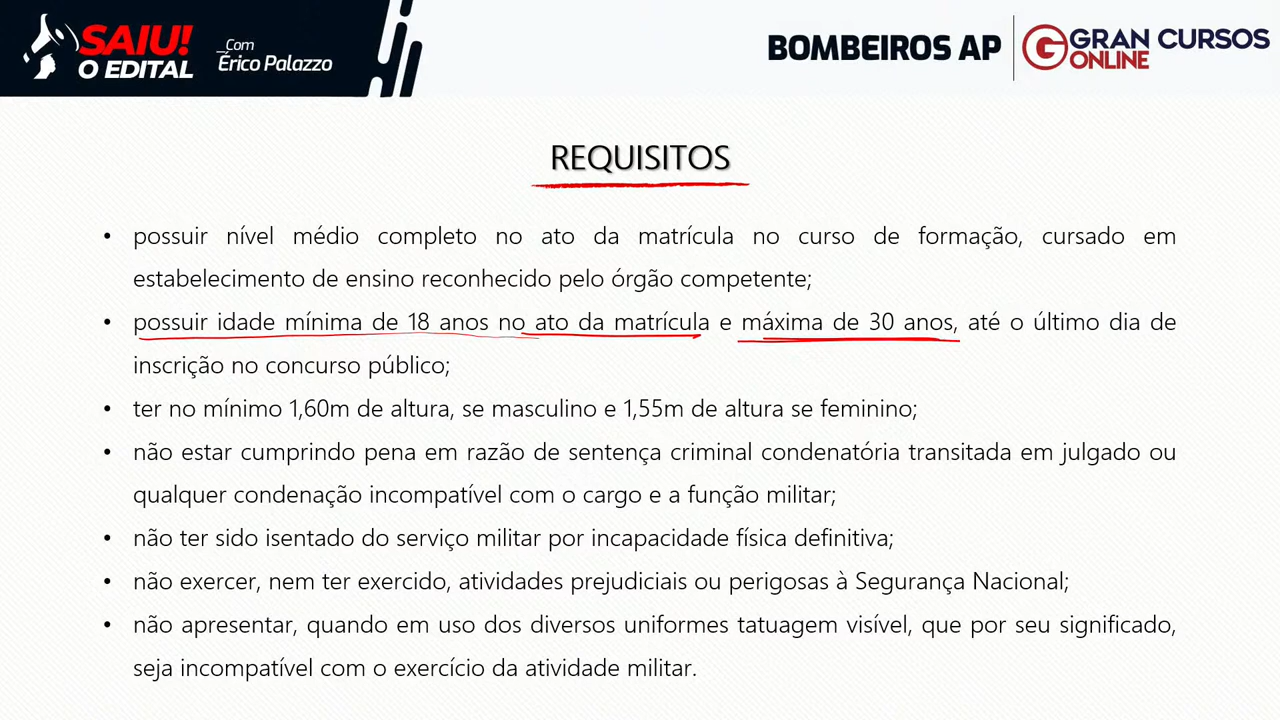 SAIU!
O EDITAL
_Com
Érico Palazzo
BOMBEIROS AP
GRAN CURSOS
ONLINE
REQUISITOS
• possuir nível médio completo no ato da matrícula no curso de formação, cursado em
estabelecimento de ensino reconhecido pelo órgão competente;
• possuir idade mínima de 18 anos no ato da matrícula e máxima de 30 anos, até o último dia de
inscrição no concurso público;
• ter no mínimo 1,60m de altura, se masculino e 1,55m de altura se feminino;
• não estar cumprindo pena em razão de sentença criminal condenatória transitada em julgado ou
qualquer condenação incompatível com o cargo e a função militar;
• não ter sido isentado do serviço militar por incapacidade física definitiva;
• não exercer, nem ter exercido, atividades prejudiciais ou perigosas à Segurança Nacional;
• não apresentar, quando em uso dos diversos uniformes tatuagem visível, que por seu significado,
seja incompatível com o exercício da atividade militar.